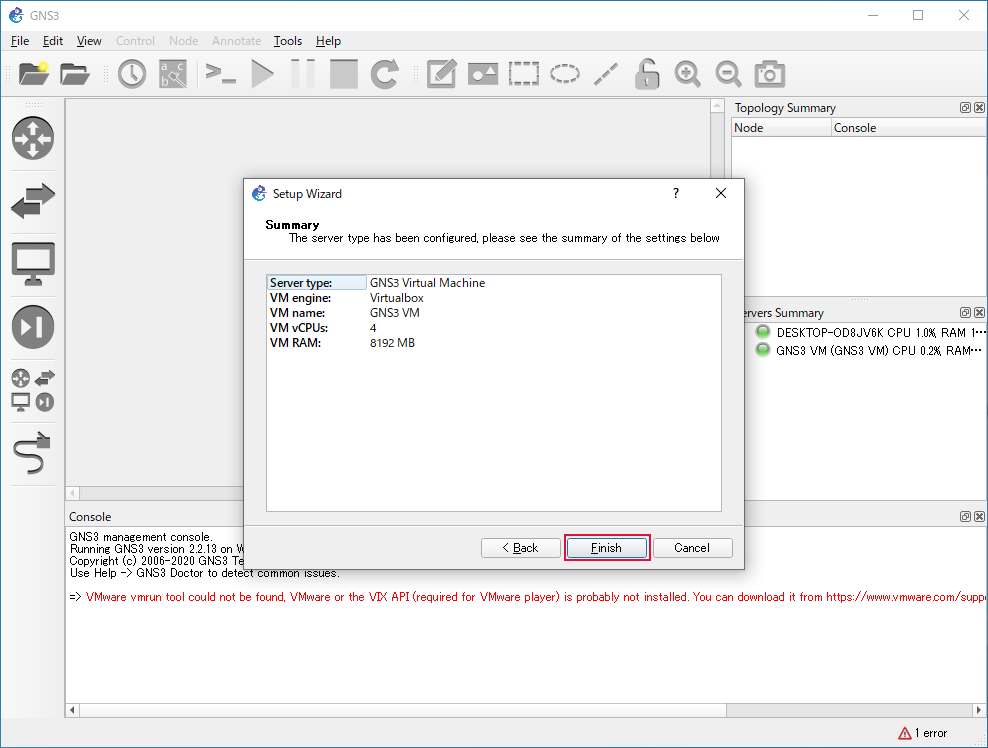 GNS3
File Edit View Control Node Annotate Tools Help
Topology Summary
Node Console
Setup Wizard
?
Summary
The server type has been configured, please see the summary of the settings below
Server type: GNS3 Virtual Machine
VM engine: Virtualbox
VM name: GNS3 VM
VM vCPUs: 4
VM RAM: 8192 MB
ervers Summary
DESKTOP-OD8JV6K CPU 1.0%, RAM 1...
GNS3 VM (GNS3 VM) CPU 0.2%, RAM...
< Back Finish Cancel
Console
GNS3 management console.
Running GNS3 version 2.2.13 on W
Copyright (c) 2006-2020 GNS3 Te
Use Help -> GNS3 Doctor to detect common issues.
=> VMware vmrun tool could not be found, VMware or the VIX API (required for VMware player) is probably not installed. You can download it from https://www.vmware.com/suppo
1 error